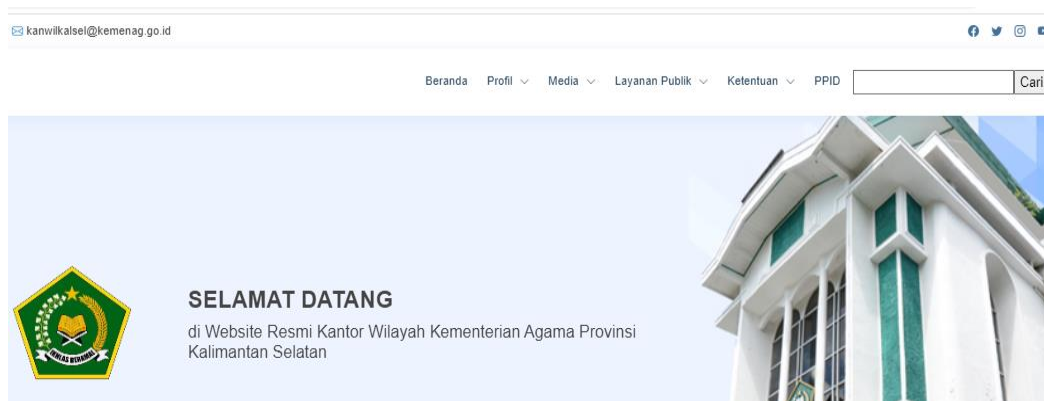 kanwilkalsel@kemenag.go.id
Beranda Profil Media Layanan Publik Ketentuan PPID Cari
SELAMAT DATANG
di Website Resmi Kantor Wilayah Kementerian Agama Provinsi
Kalimantan Selatan
IKHLAS BERAMAL